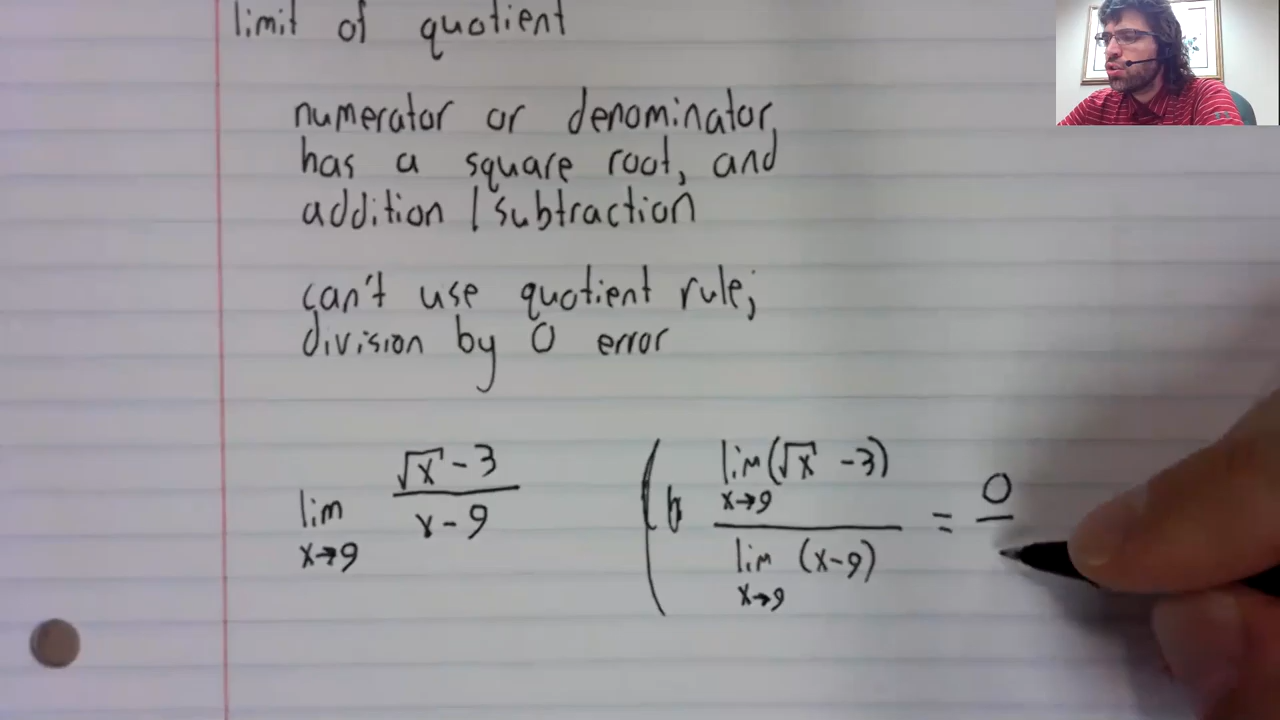 limit of quotient
numerator or denominator,
has a square root, and
addition / subtraction
can't use quotient rule;
division by 0 error
lim x→9 (√x - 3)/(x - 9)
( lim x→9 (√x - 3) / lim x→9 (x-9) = 0